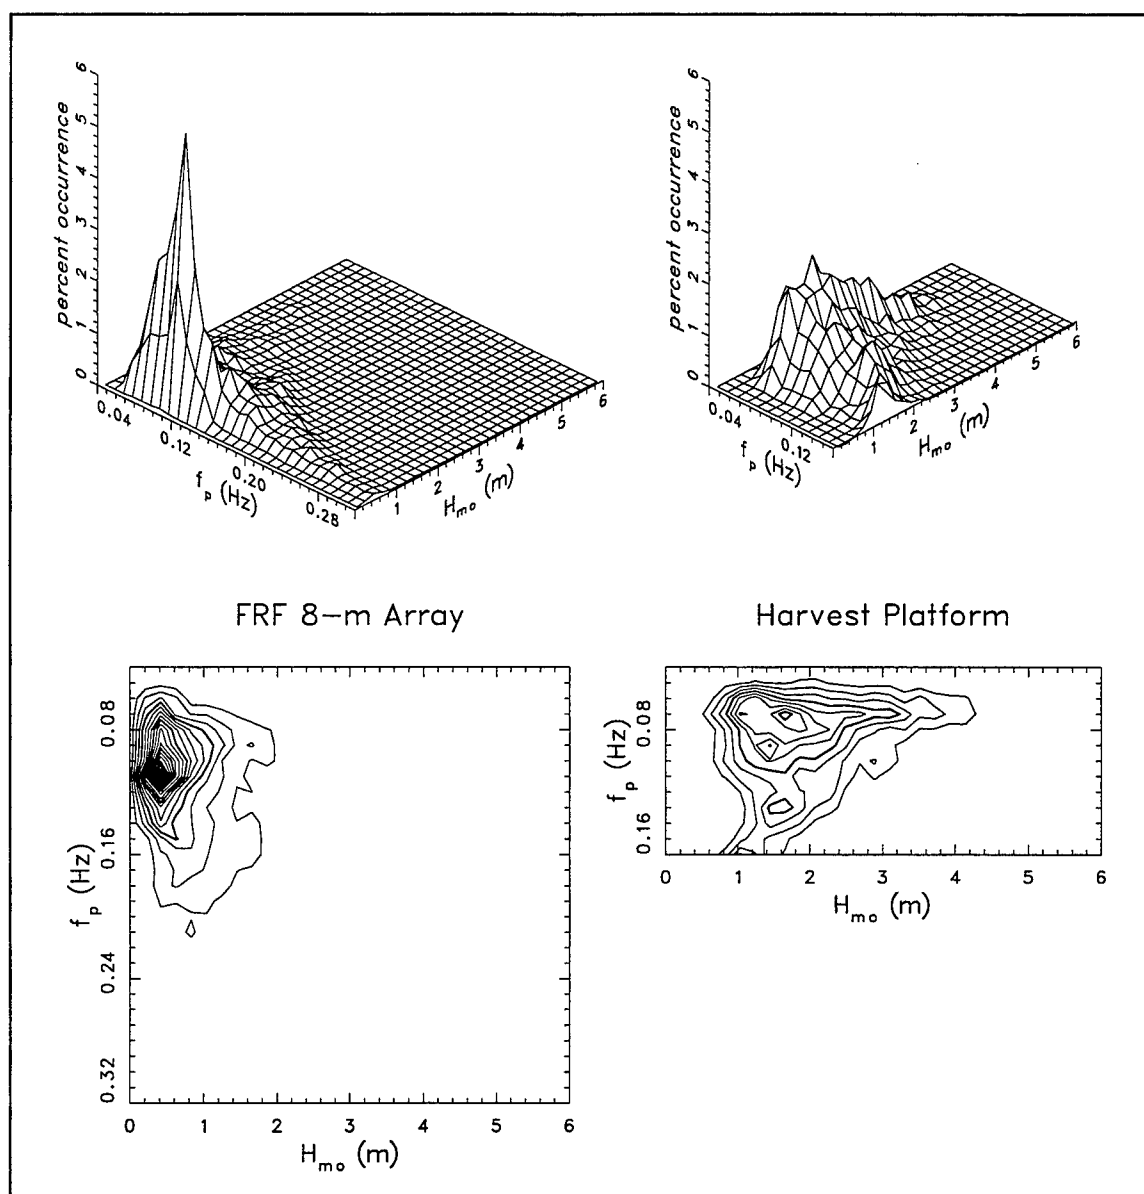 percent occurrence
0 1 2 3 4 5 6
0.04 0.12 0.20 0.28
f_p (Hz)
1 2 3 4 5 6
H_mo (m)
percent occurrence
0 1 2 3 4 5 6
0.04 0.12
f_p (Hz)
1 2 3 4 5 6
H_mo (m)
FRF 8-m Array
f_p (Hz)
0.08 0.16 0.24 0.32
0 1 2 3 4 5 6
H_mo (m)
Harvest Platform
f_p (Hz)
0.08 0.16
0 1 2 3 4 5 6
H_mo (m)